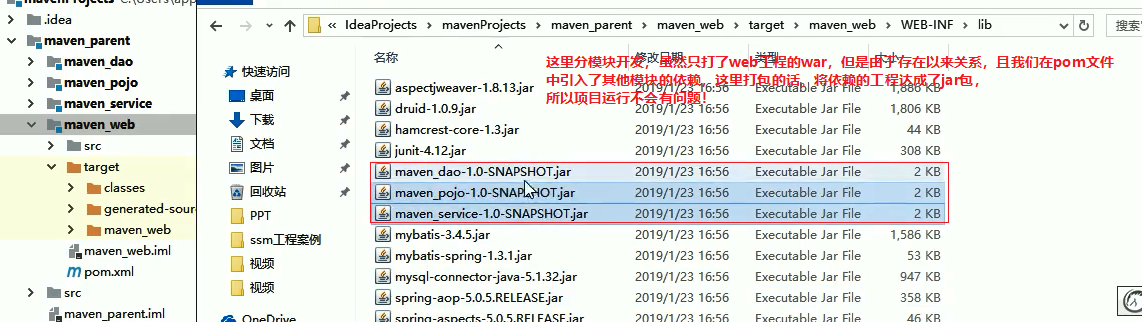 mavenProjects
.idea
maven_parent
maven_dao
maven_pojo
maven_service
maven_web
src
target
classes
generated-sour
maven_web
maven_web.iml
pom.xml
src
maven_parent.iml
« IdeaProjects > mavenProjects > maven_parent > maven_web > target > maven_web > WEB-INF > lib
搜索
快速访问
桌面
下载
文档
图片
回收站
PPT
ssm工程案例
视频
视频
OneDrive
名称 修改日期 类型 大小
这里分模块开发，虽然只打了web工程的war，但是由于存在以来关系，且我们在pom文件
中引入了其他模块的依赖，这里打包的话，将依赖的工程达成了jar包，
所以项目运行不会有问题！
aspectjweaver-1.8.13.jar 2019/1/23 16:56 Executable Jar File 1,886 KB
druid-1.0.9.jar 2019/1/23 16:56 Executable Jar File 1,806 KB
hamcrest-core-1.3.jar 2019/1/23 16:56 Executable Jar File 44 KB
junit-4.12.jar 2019/1/23 16:56 Executable Jar File 308 KB
maven_dao-1.0-SNAPSHOT.jar 2019/1/23 16:56 Executable Jar File 2 KB
maven_pojo-1.0-SNAPSHOT.jar 2019/1/23 16:56 Executable Jar File 2 KB
maven_service-1.0-SNAPSHOT.jar 2019/1/23 16:56 Executable Jar File 2 KB
mybatis-3.4.5.jar 2019/1/23 16:56 Executable Jar File 1,586 KB
mybatis-spring-1.3.1.jar 2019/1/23 16:56 Executable Jar File 53 KB
mysql-connector-java-5.1.32.jar 2019/1/23 16:56 Executable Jar File 947 KB
spring-aop-5.0.5.RELEASE.jar 2019/1/23 16:56 Executable Jar File 358 KB
spring-aspects-5.0.5.RELEASE.jar 2019/1/23 16:56 Executable Jar File 46 KB